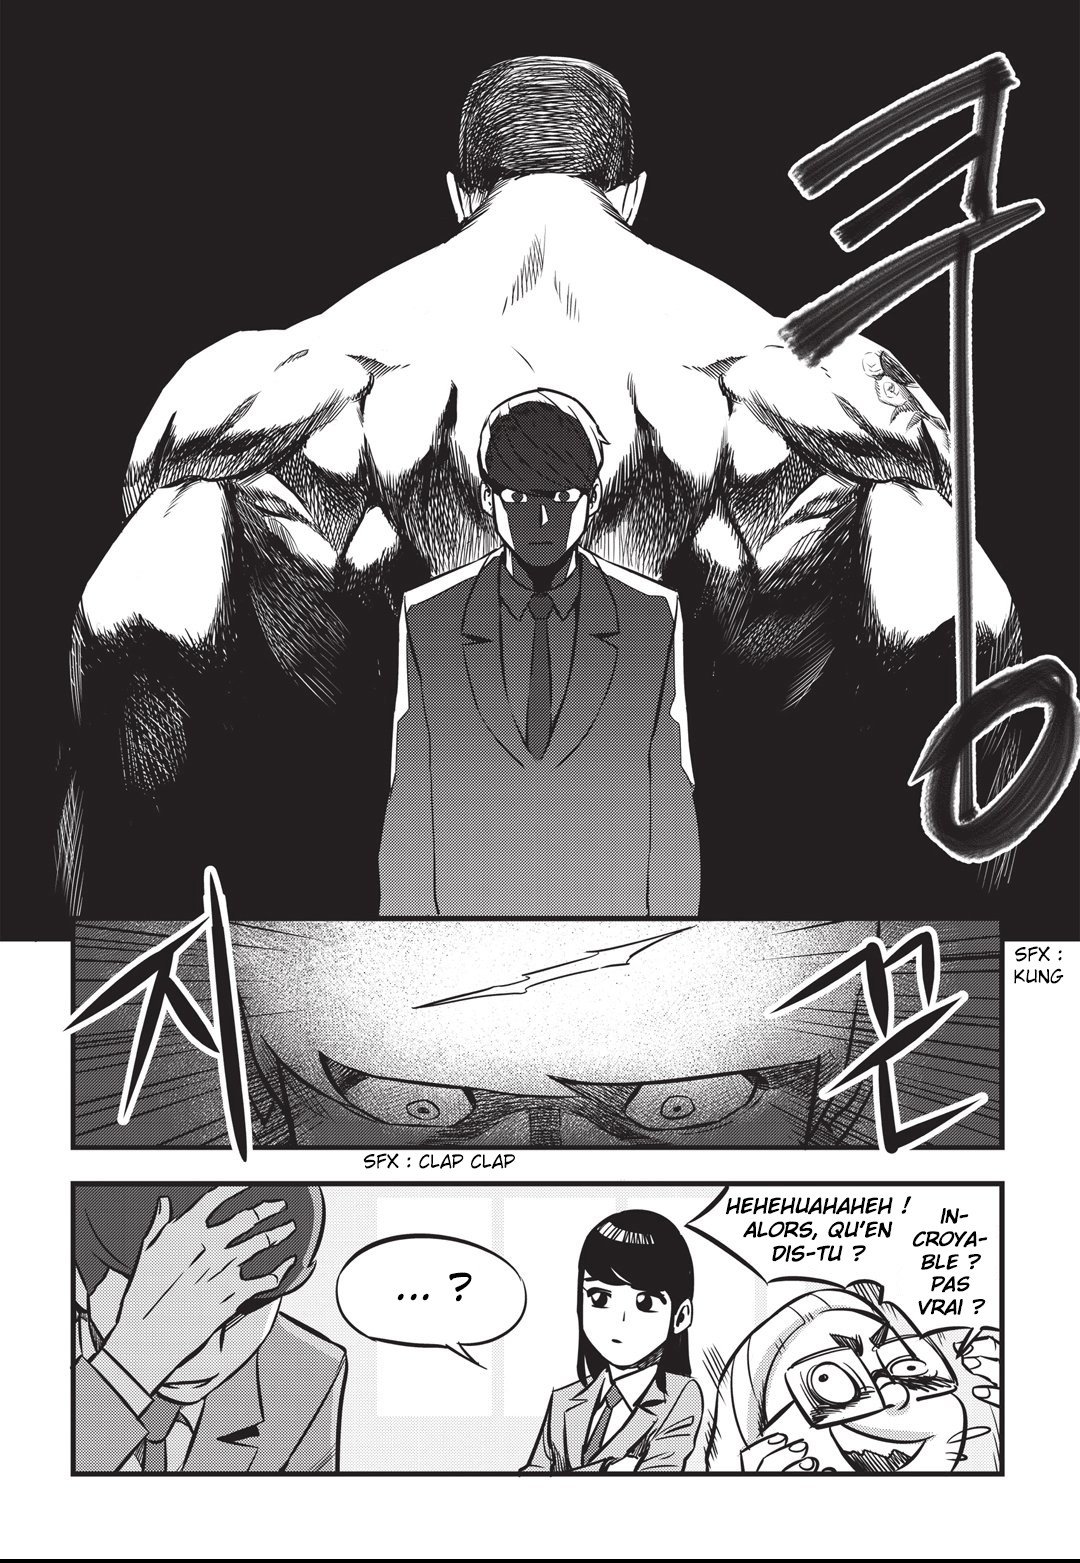 쿵
SFX :
KUNG
지
끈
SFX : CLAP CLAP
... ?
HEHEHUAHAHEH !
ALORS, QU'EN
DIS-TU ?
IN-
CROYA-
BLE ?
PAS
VRAI ?